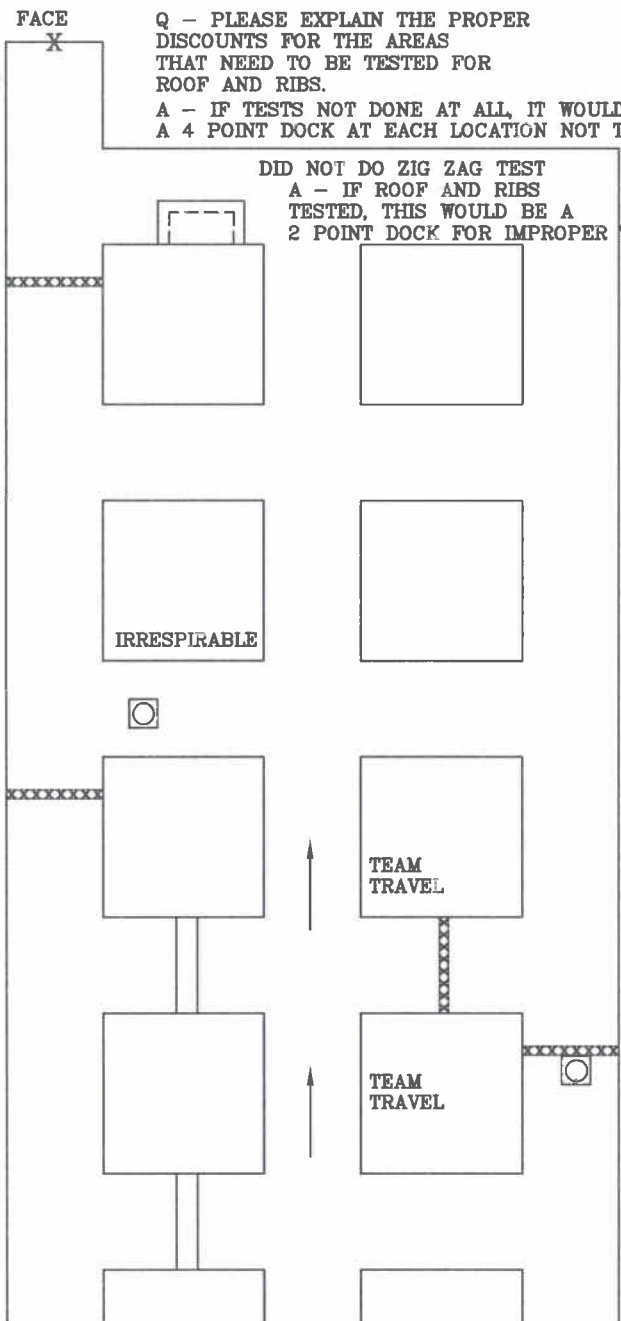 FACE
X
Q - PLEASE EXPLAIN THE PROPER
DISCOUNTS FOR THE AREAS
THAT NEED TO BE TESTED FOR
ROOF AND RIBS.
A - IF TESTS NOT DONE AT ALL, IT WOULD
A 4 POINT DOCK AT EACH LOCATION NOT T
DID NOT DO ZIG ZAG TEST
A - IF ROOF AND RIBS
TESTED, THIS WOULD BE A
2 POINT DOCK FOR IMPROPER
IRRESPIRABLE
TEAM
TRAVEL
TEAM
TRAVEL